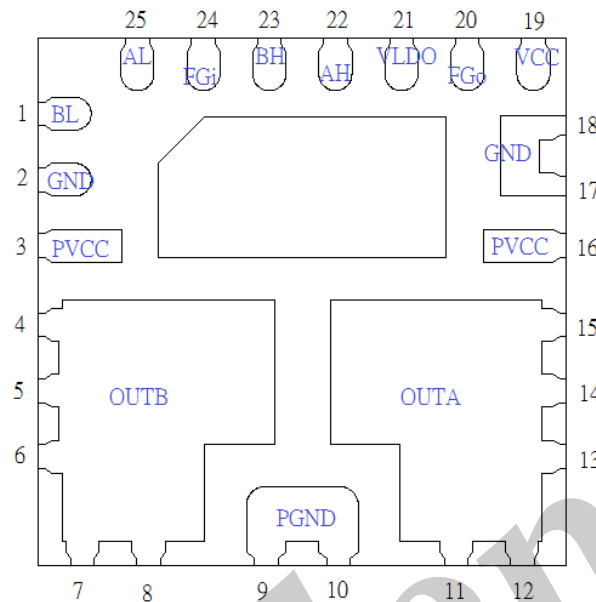 25 24 23 22 21 20 19
AL FGi BH AH VLDO FGo VCC
1 BL 18
GND
2 GND 17
3 PVCC PVCC 16
4 15
5 OUTB OUTA 14
6 13
PGND
7 8 9 10 11 12